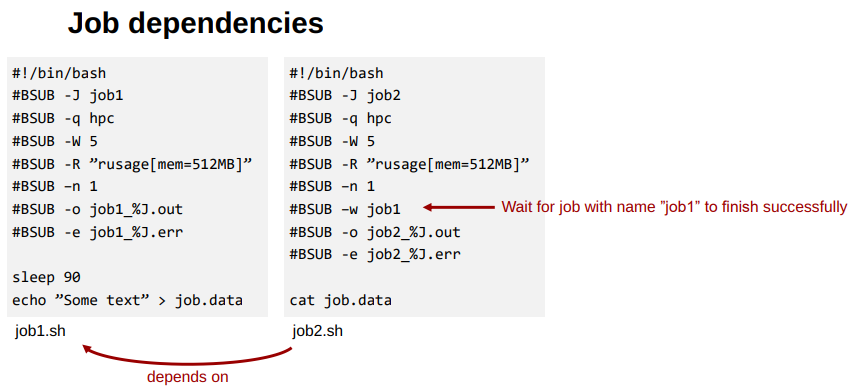 Job dependencies
#!/bin/bash
#BSUB -J job1
#BSUB -q hpc
#BSUB -W 5
#BSUB -R ”rusage[mem=512MB]”
#BSUB –n 1
#BSUB -o job1_%J.out
#BSUB -e job1_%J.err
sleep 90
echo ”Some text” > job.data
job1.sh
#!/bin/bash
#BSUB -J job2
#BSUB -q hpc
#BSUB -W 5
#BSUB -R ”rusage[mem=512MB]”
#BSUB –n 1
#BSUB –w job1
#BSUB -o job2_%J.out
#BSUB -e job2_%J.err
cat job.data
job2.sh
Wait for job with name ”job1” to finish successfully
depends on